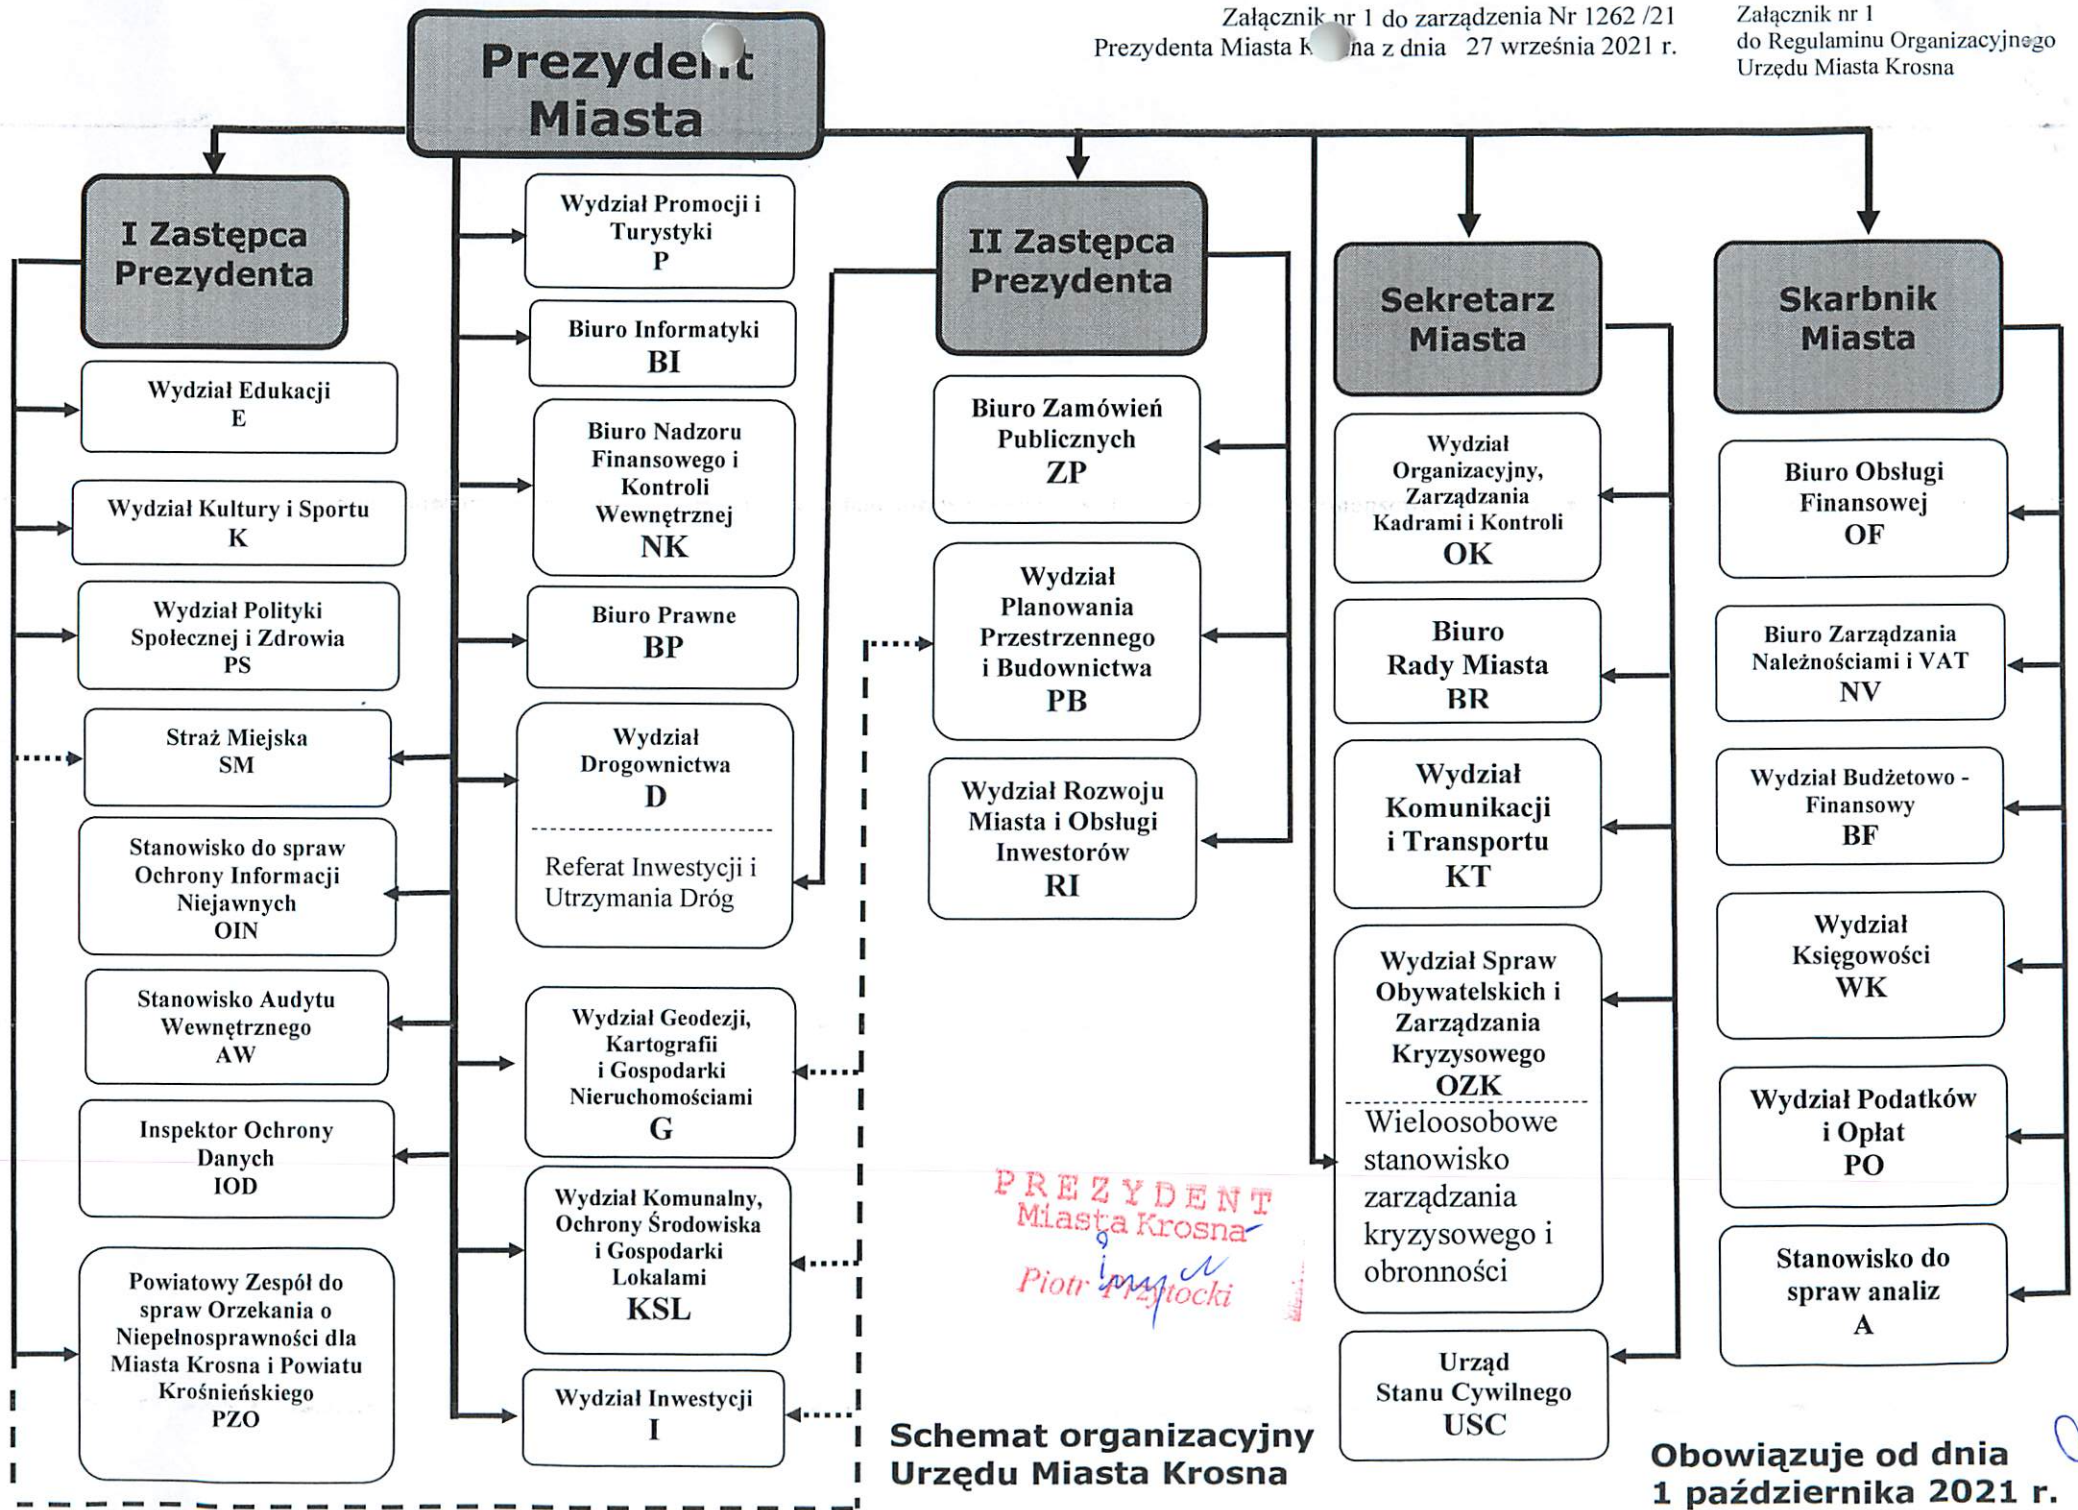 Załącznik nr 1 do zarządzenia Nr 1262 /21
Prezydenta Miasta K na z dnia 27 września 2021 r.
Załącznik nr 1
do Regulaminu Organizacyjnego
Urzędu Miasta Krosna
Prezydent
Miasta
I Zastępca
Prezydenta
Wydział Edukacji
E
Wydział Kultury i Sportu
K
Wydział Polityki
Społecznej i Zdrowia
PS
Straż Miejska
SM
Stanowisko do spraw
Ochrony Informacji
Niejawnych
OIN
Stanowisko Audytu
Wewnętrznego
AW
Inspektor Ochrony
Danych
IOD
Powiatowy Zespół do
spraw Orzekania o
Niepełnosprawności dla
Miasta Krosna i Powiatu
Krośnieńskiego
PZO
Wydział Promocji i
Turystyki
P
Biuro Informatyki
BI
Biuro Nadzoru
Finansowego i
Kontroli
Wewnętrznej
NK
Biuro Prawne
BP
Wydział
Drogownictwa
D
Referat Inwestycji i
Utrzymania Dróg
Wydział Geodezji,
Kartografii
i Gospodarki
Nieruchomościami
G
Wydział Komunalny,
Ochrony Środowiska
i Gospodarki
Lokalami
KSL
Wydział Inwestycji
I
II Zastępca
Prezydenta
Biuro Zamówień
Publicznych
ZP
Wydział
Planowania
Przestrzennego
i Budownictwa
PB
Wydział Rozwoju
Miasta i Obsługi
Inwestorów
RI
Sekretarz
Miasta
Wydział
Organizacyjny,
Zarządzania
Kadrami i Kontroli
OK
Biuro
Rady Miasta
BR
Wydział
Komunikacji
i Transportu
KT
Wydział Spraw
Obywatelskich i
Zarządzania
Kryzysowego
OZK
Wieloosobowe
stanowisko
zarządzania
kryzysowego i
obronności
Urząd
Stanu Cywilnego
USC
Skarbnik
Miasta
Biuro Obsługi
Finansowej
OF
Biuro Zarządzania
Należnościami i VAT
NV
Wydział Budżetowo -
Finansowy
BF
Wydział
Księgowości
WK
Wydział Podatków
i Opłat
PO
Stanowisko do
spraw analiz
A
PREZYDENT
Miasta Krosna
Piotr Przytocki
Schemat organizacyjny
Urzędu Miasta Krosna
Obowiązuje od dnia
1 października 2021 r.